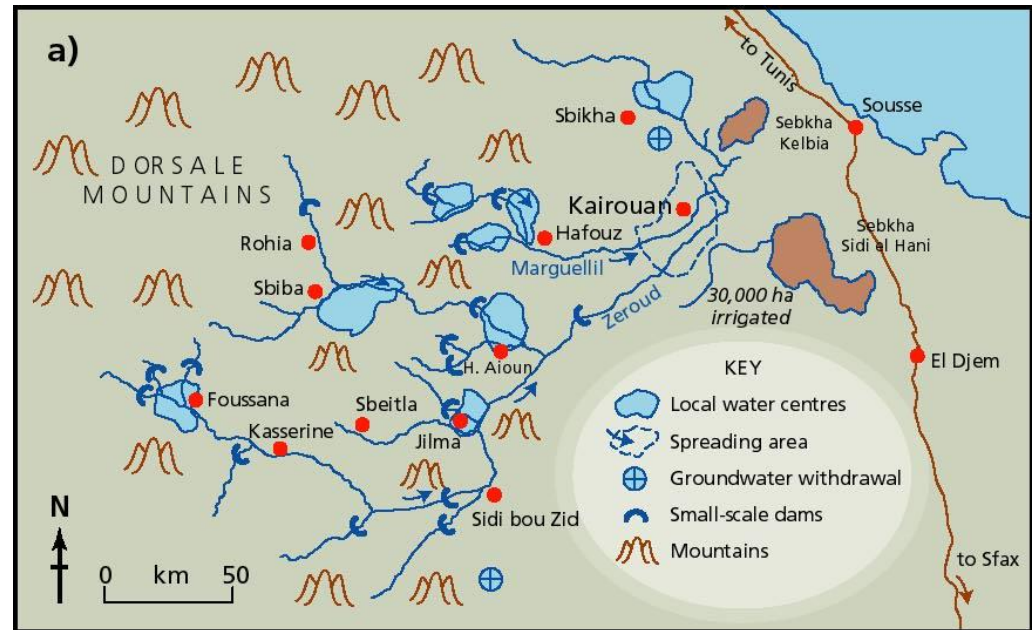 a)
to Tunis
Sbikha
Sebkha
Kelbia
Sousse
DORSALE
MOUNTAINS
Kairouan
Rohia
Hafouz
Sebkha
Sidi el Hani
Marguellil
Sbiba
Zeroud
30,000 ha
irrigated
H. Aioun
El Djem
KEY
Foussana
Sbeitla
Local water centres
Kasserine
Jilma
Spreading area
Groundwater withdrawal
N
Sidi bou Zid
Small-scale dams
Mountains
to Sfax
0 km 50